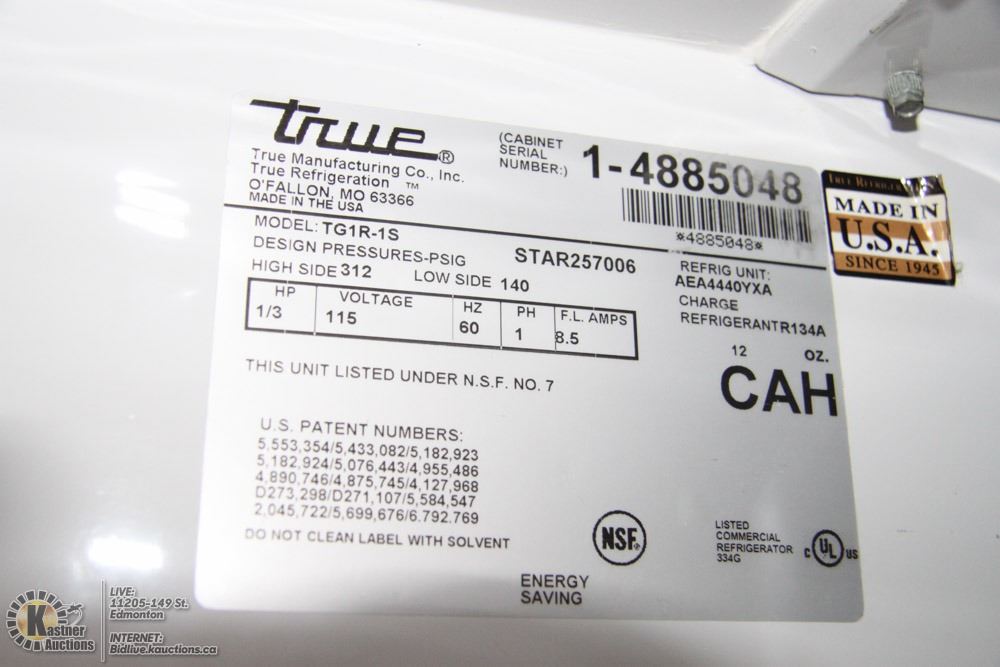 true®
True Manufacturing Co., Inc.
True Refrigeration ™
O'FALLON, MO 63366
MADE IN THE USA
(CABINET
SERIAL
NUMBER:)
1-4885048
*4885048*
MADE IN
U.S.A.
SINCE 1945
MODEL: TG1R-1S
DESIGN PRESSURES-PSIG
STAR257006
HIGH SIDE 312 LOW SIDE 140
REFRIG UNIT:
AEA4440YXA
CHARGE
REFRIGERANT R134A
12 OZ.
CAH
HP VOLTAGE HZ PH F.L. AMPS
1/3 115 60 1 8.5
THIS UNIT LISTED UNDER N.S.F. NO. 7
U.S. PATENT NUMBERS:
5,553,354/5,433,082/5,182,923
5,182,924/5,076,443/4,955,486
4,890,746/4,875,745/4,127,968
D273,298/D271,107/5,584,547
2,045,722/5,699,676/6.792.769
DO NOT CLEAN LABEL WITH SOLVENT
NSF®
ENERGY
SAVING
LISTED
COMMERCIAL
REFRIGERATOR
334G
C UL US
Kastner
Auctions
LIVE:
11205-149 St.
Edmonton
INTERNET:
Bidlive.kauctions.ca